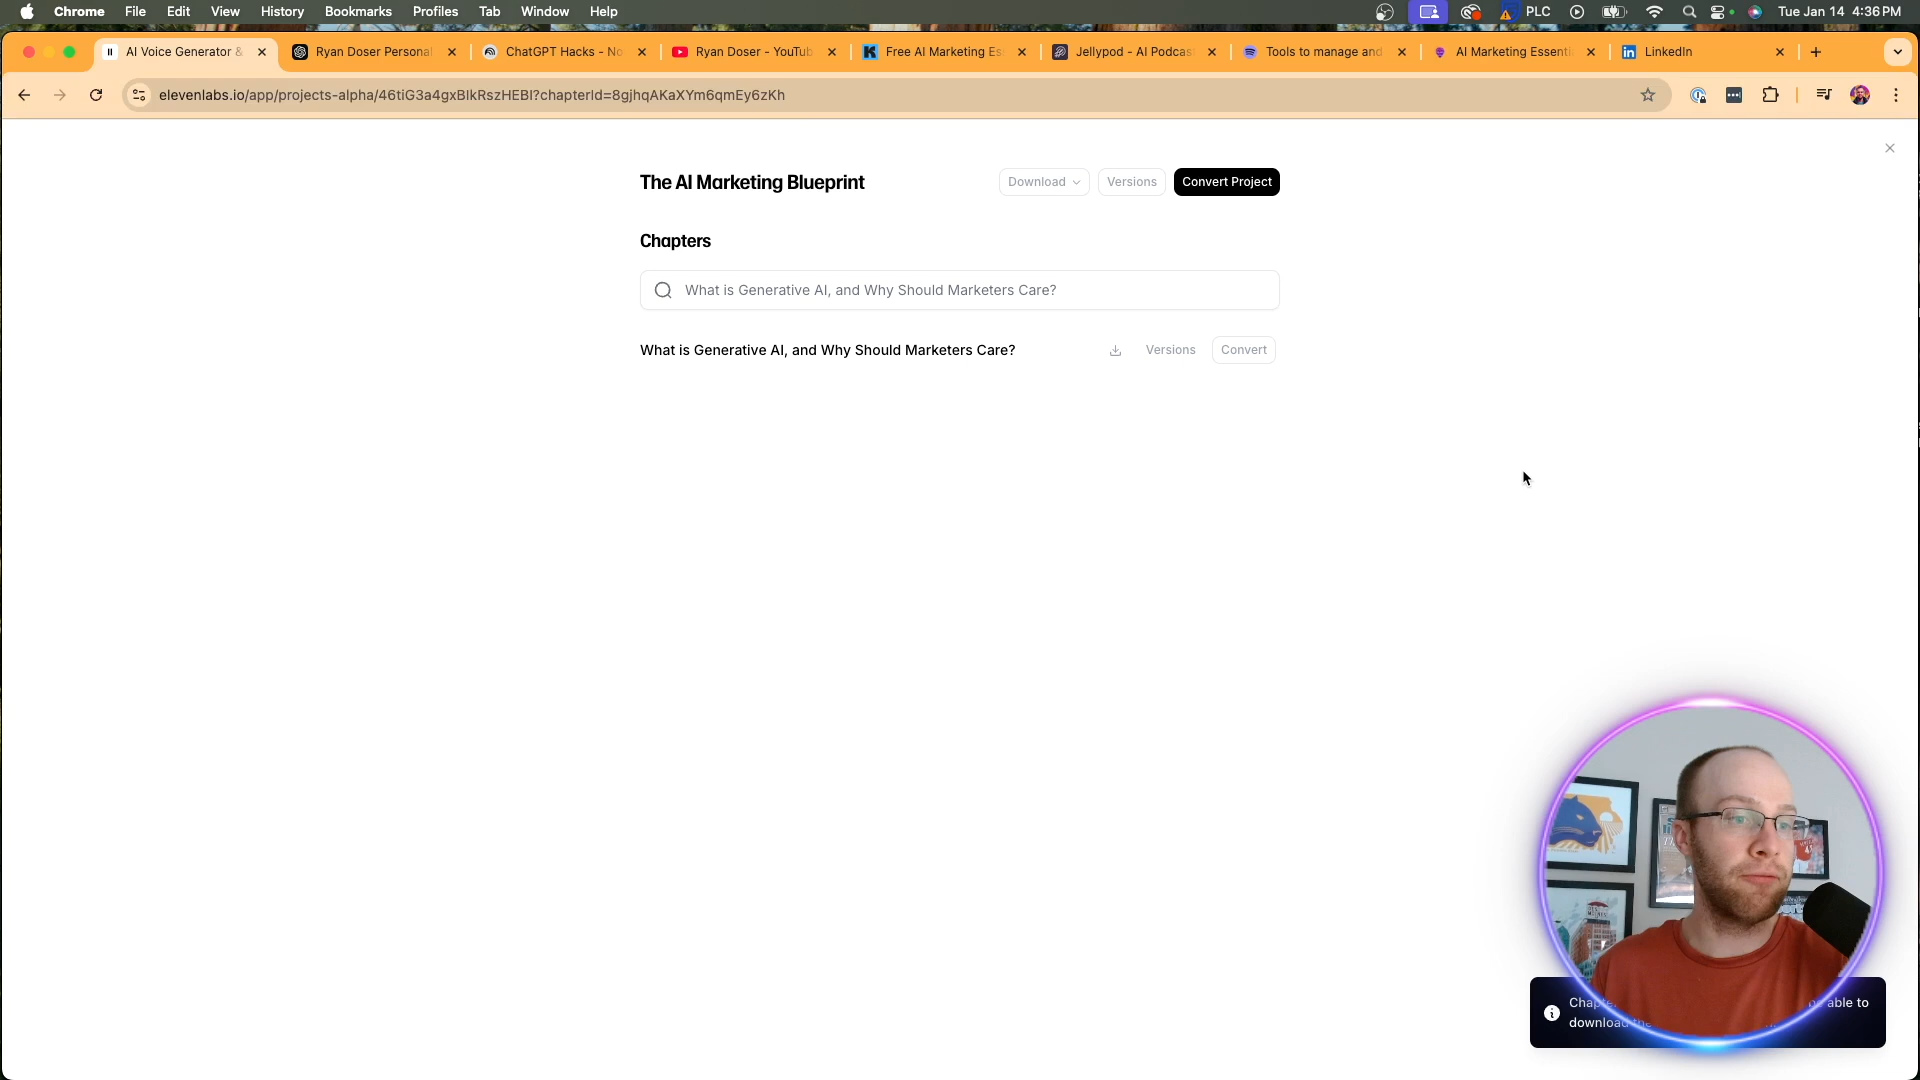 Chrome File Edit View History Bookmarks Profiles Tab Window Help PLC Tue Jan 14 4:36 PM
AI Voice Generator & Ryan Doser Persona ChatGPT Hacks - No Ryan Doser - YouTub Free AI Marketing Es Jellypod - AI Podcas Tools to manage and AI Marketing Essenti LinkedIn
elevenlabs.io/app/projects-alpha/46tiG3a4gxBlkRszHEBI?chapterId=8gjhqAKaXYm6qmEy6zKh
The AI Marketing Blueprint Download Versions Convert Project
Chapters
What is Generative AI, and Why Should Marketers Care?
What is Generative AI, and Why Should Marketers Care? Versions Convert
able to
download